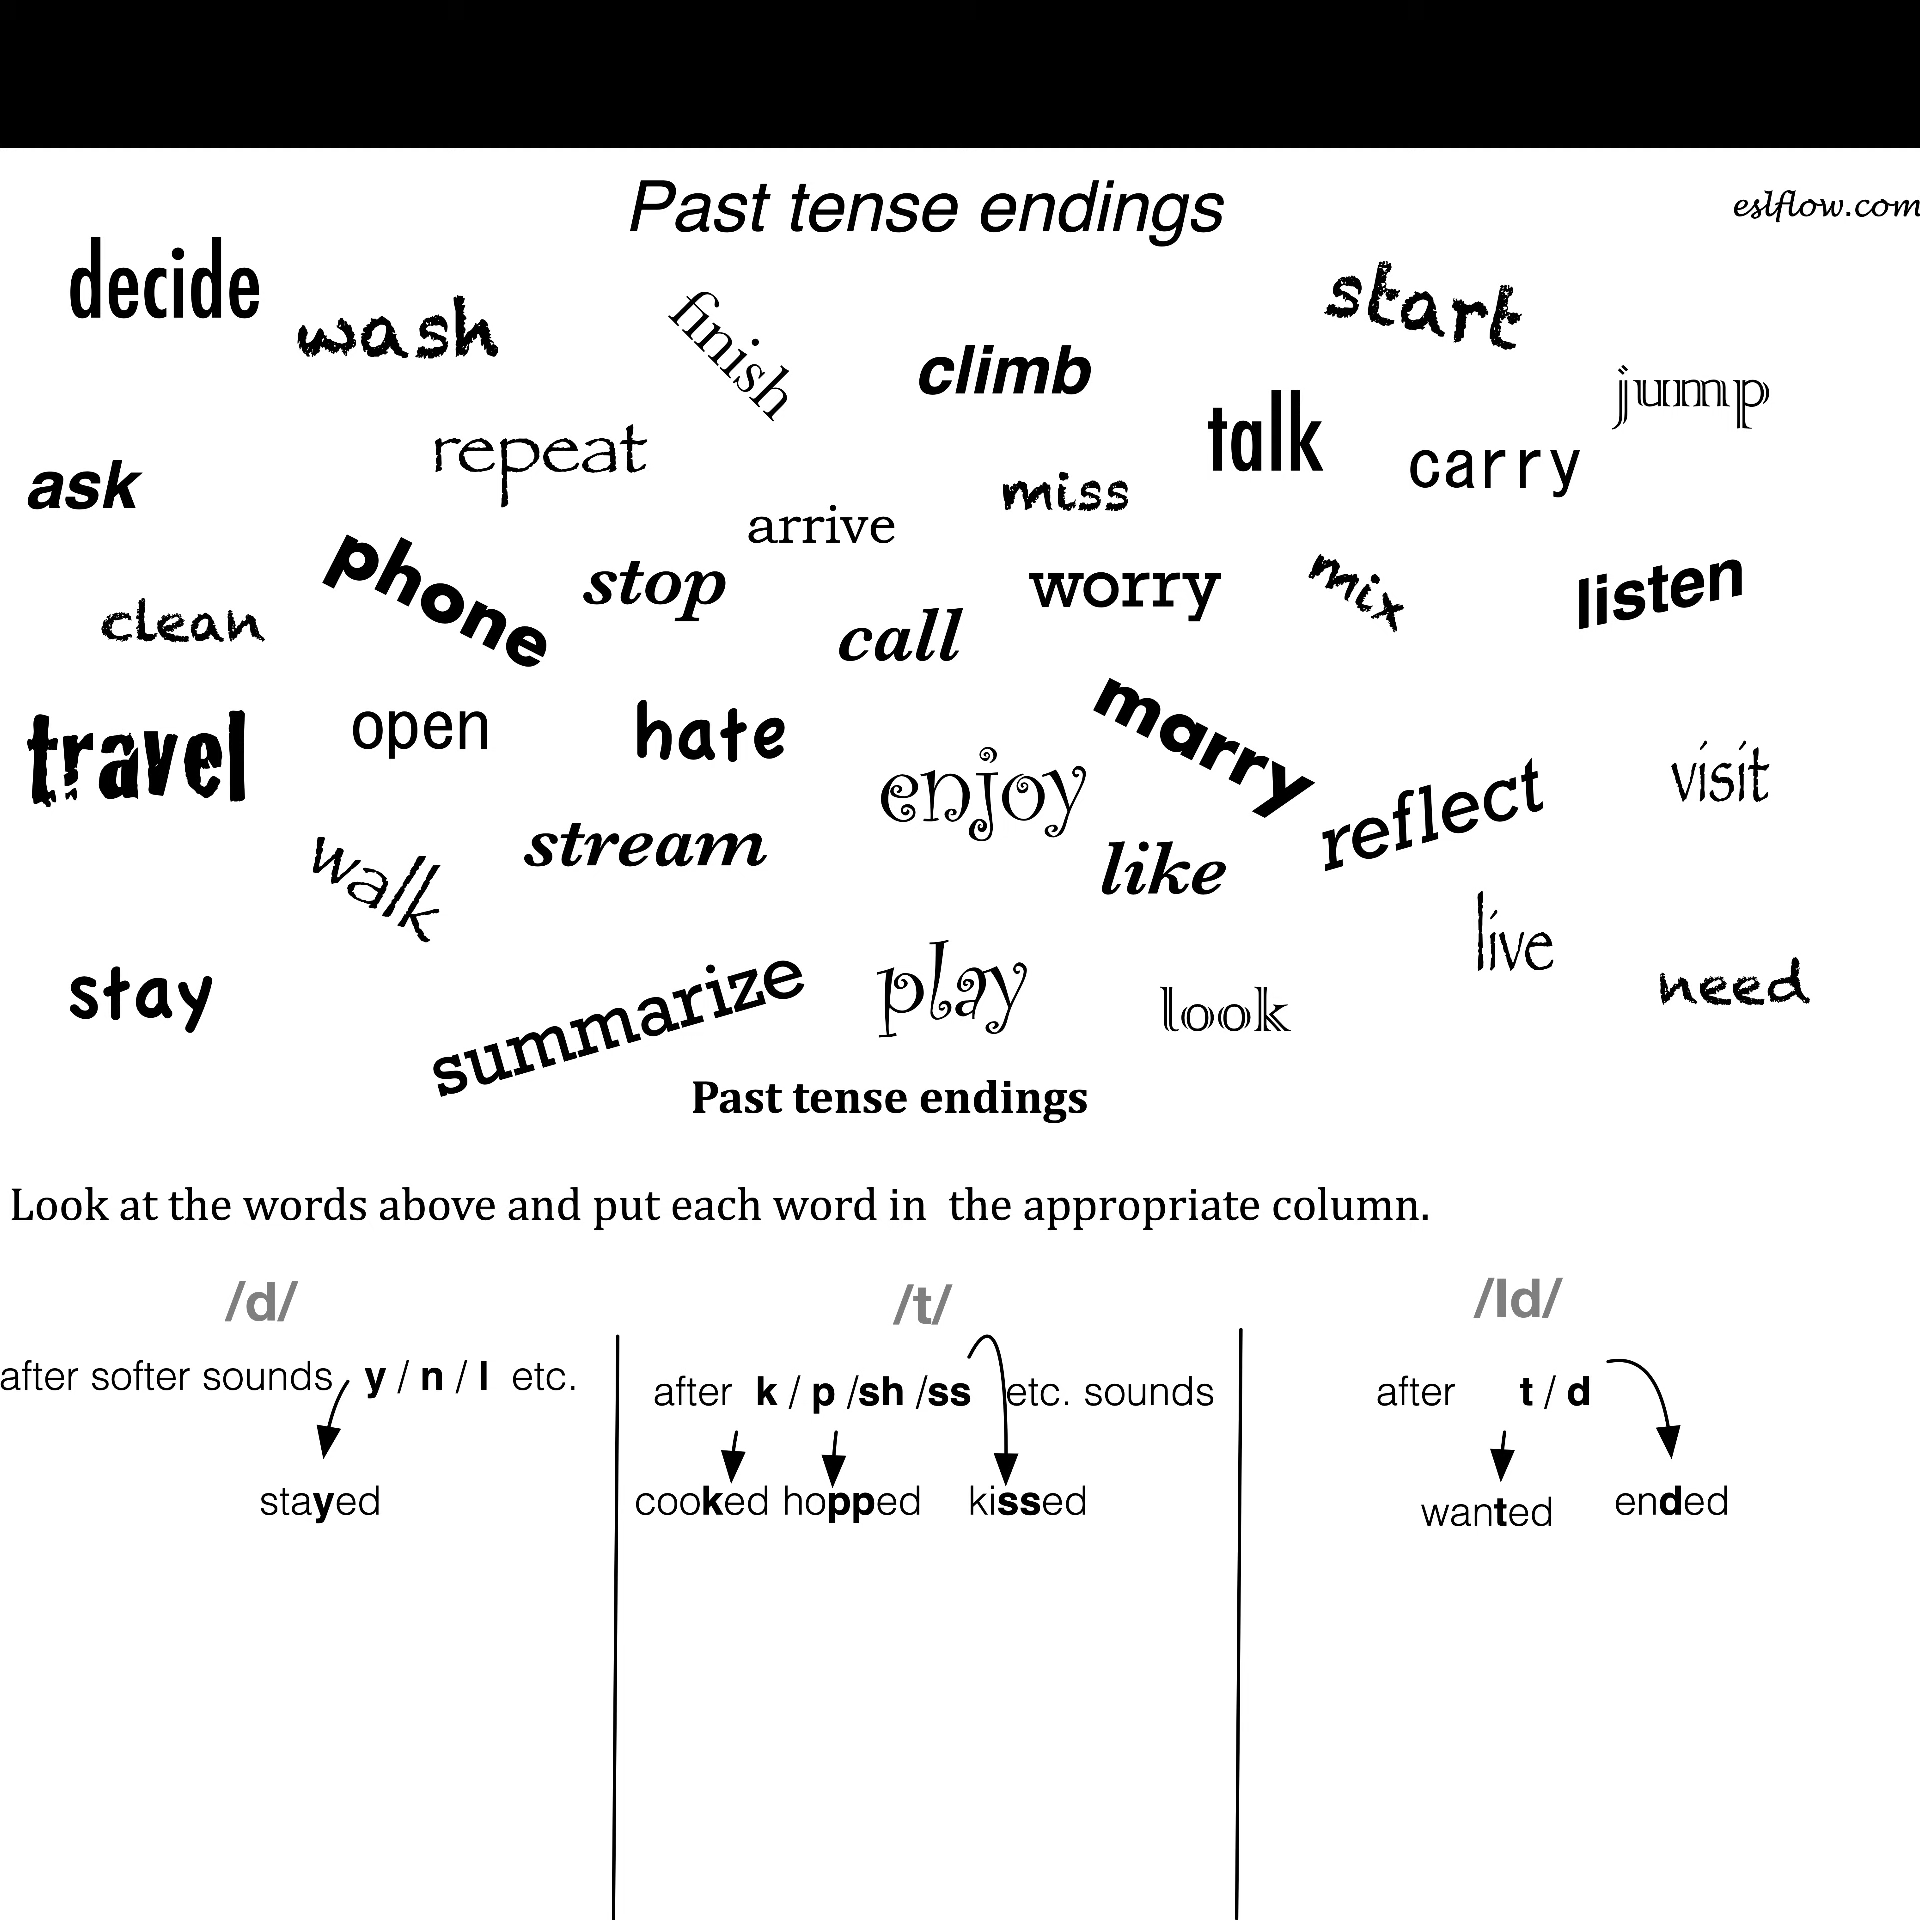 Past tense endings
eslflow.com
decide
wash
finish
climb
start
jump
talk
carry
repeat
ask
miss
arrive
phone
stop
worry
mix
listen
clean
call
travel
open
hate
enjoy
marry
reflect
visit
walk
stream
like
live
stay
summarize
play
look
need
Past tense endings
Look at the words above and put each word in the appropriate column.
/d/
/t/
/Id/
after softer sounds y / n / l etc.
after k / p /sh /ss etc. sounds
after t / d
stayed
cooked hopped kissed
wanted ended